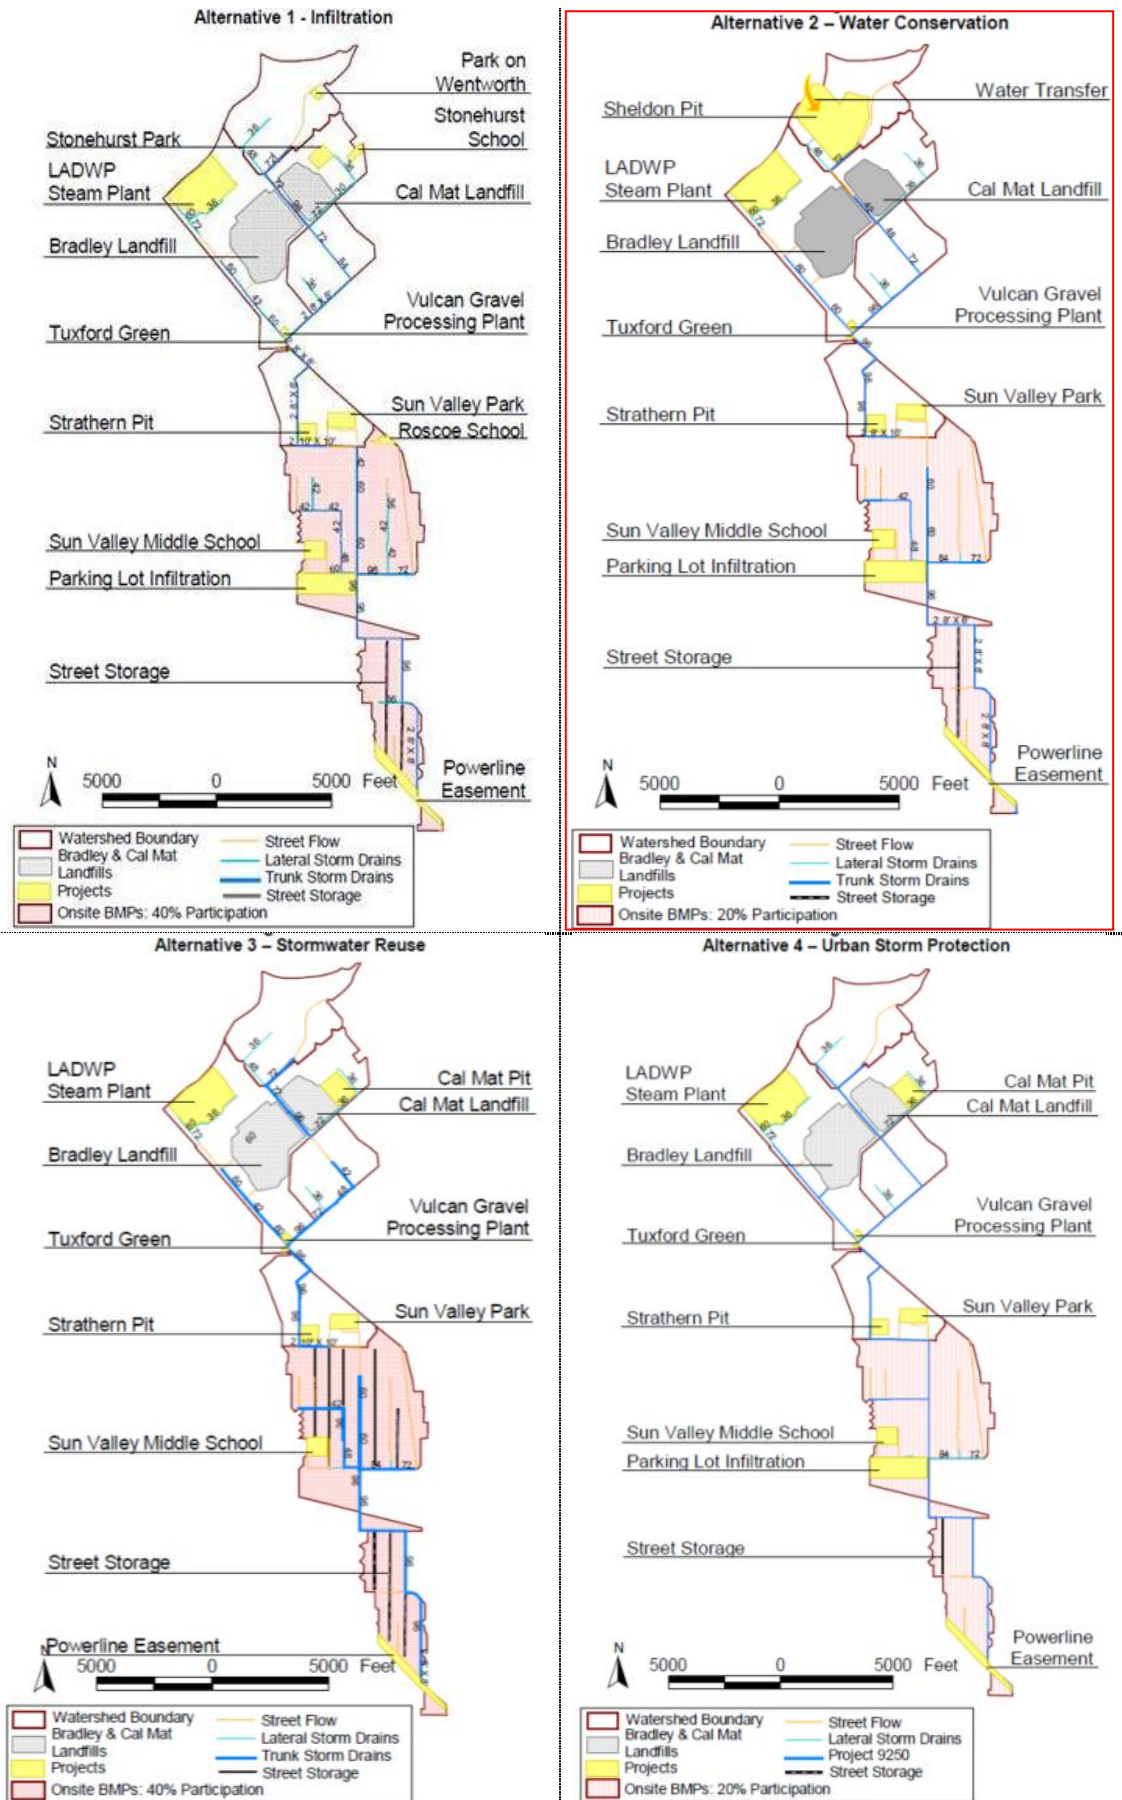 Alternative 1 - Infiltration
Park on
Wentworth
Stonehurst
School
Stonehurst Park
LADWP
Steam Plant
Cal Mat Landfill
Bradley Landfill
Vulcan Gravel
Processing Plant
Tuxford Green
Sun Valley Park
Strathern Pit
Roscoe School
Sun Valley Middle School
Parking Lot Infiltration
Street Storage
Powerline
Easement
N
5000 0 5000 Feet
Watershed Boundary
Bradley & Cal Mat
Landfills
Projects
Onsite BMPs: 40% Participation
Street Flow
Lateral Storm Drains
Trunk Storm Drains
Street Storage
Alternative 2 – Water Conservation
Water Transfer
Sheldon Pit
LADWP
Steam Plant
Cal Mat Landfill
Bradley Landfill
Vulcan Gravel
Processing Plant
Tuxford Green
Sun Valley Park
Strathern Pit
Sun Valley Middle School
Parking Lot Infiltration
Street Storage
Powerline
Easement
N
5000 0 5000 Feet
Watershed Boundary
Bradley & Cal Mat
Landfills
Projects
Onsite BMPs: 20% Participation
Street Flow
Lateral Storm Drains
Trunk Storm Drains
Street Storage
Alternative 3 – Stormwater Reuse
LADWP
Steam Plant
Cal Mat Pit
Cal Mat Landfill
Bradley Landfill
Vulcan Gravel
Processing Plant
Tuxford Green
Sun Valley Park
Strathern Pit
Sun Valley Middle School
Street Storage
Powerline Easement
N
5000 0 5000 Feet
Watershed Boundary
Bradley & Cal Mat
Landfills
Projects
Onsite BMPs: 40% Participation
Street Flow
Lateral Storm Drains
Trunk Storm Drains
Street Storage
Alternative 4 – Urban Storm Protection
LADWP
Steam Plant
Cal Mat Pit
Cal Mat Landfill
Bradley Landfill
Vulcan Gravel
Processing Plant
Tuxford Green
Sun Valley Park
Strathern Pit
Sun Valley Middle School
Parking Lot Infiltration
Street Storage
Powerline
Easement
N
5000 0 5000 Feet
Watershed Boundary
Bradley & Cal Mat
Landfills
Projects
Onsite BMPs: 20% Participation
Street Flow
Lateral Storm Drains
Project 9250
Street Storage